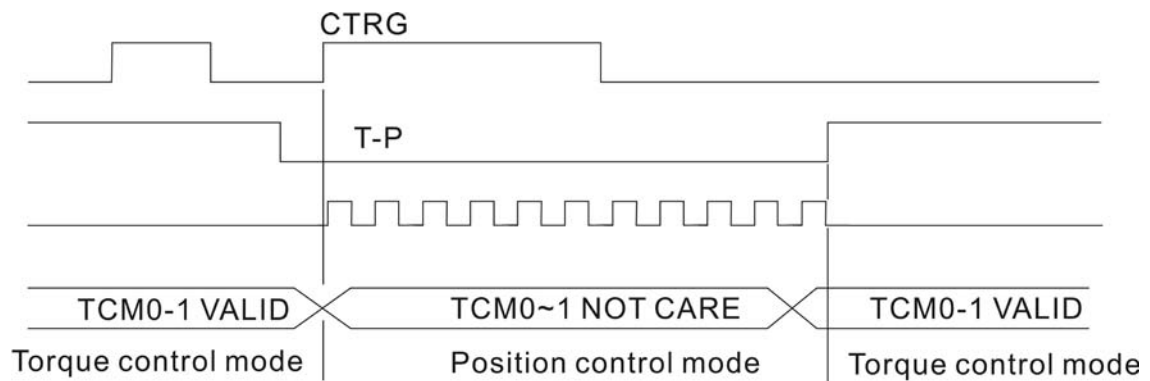 CTRG
T-P
TCM0-1 VALID
TCM0~1 NOT CARE
TCM0-1 VALID
Torque control mode
Position control mode
Torque control mode